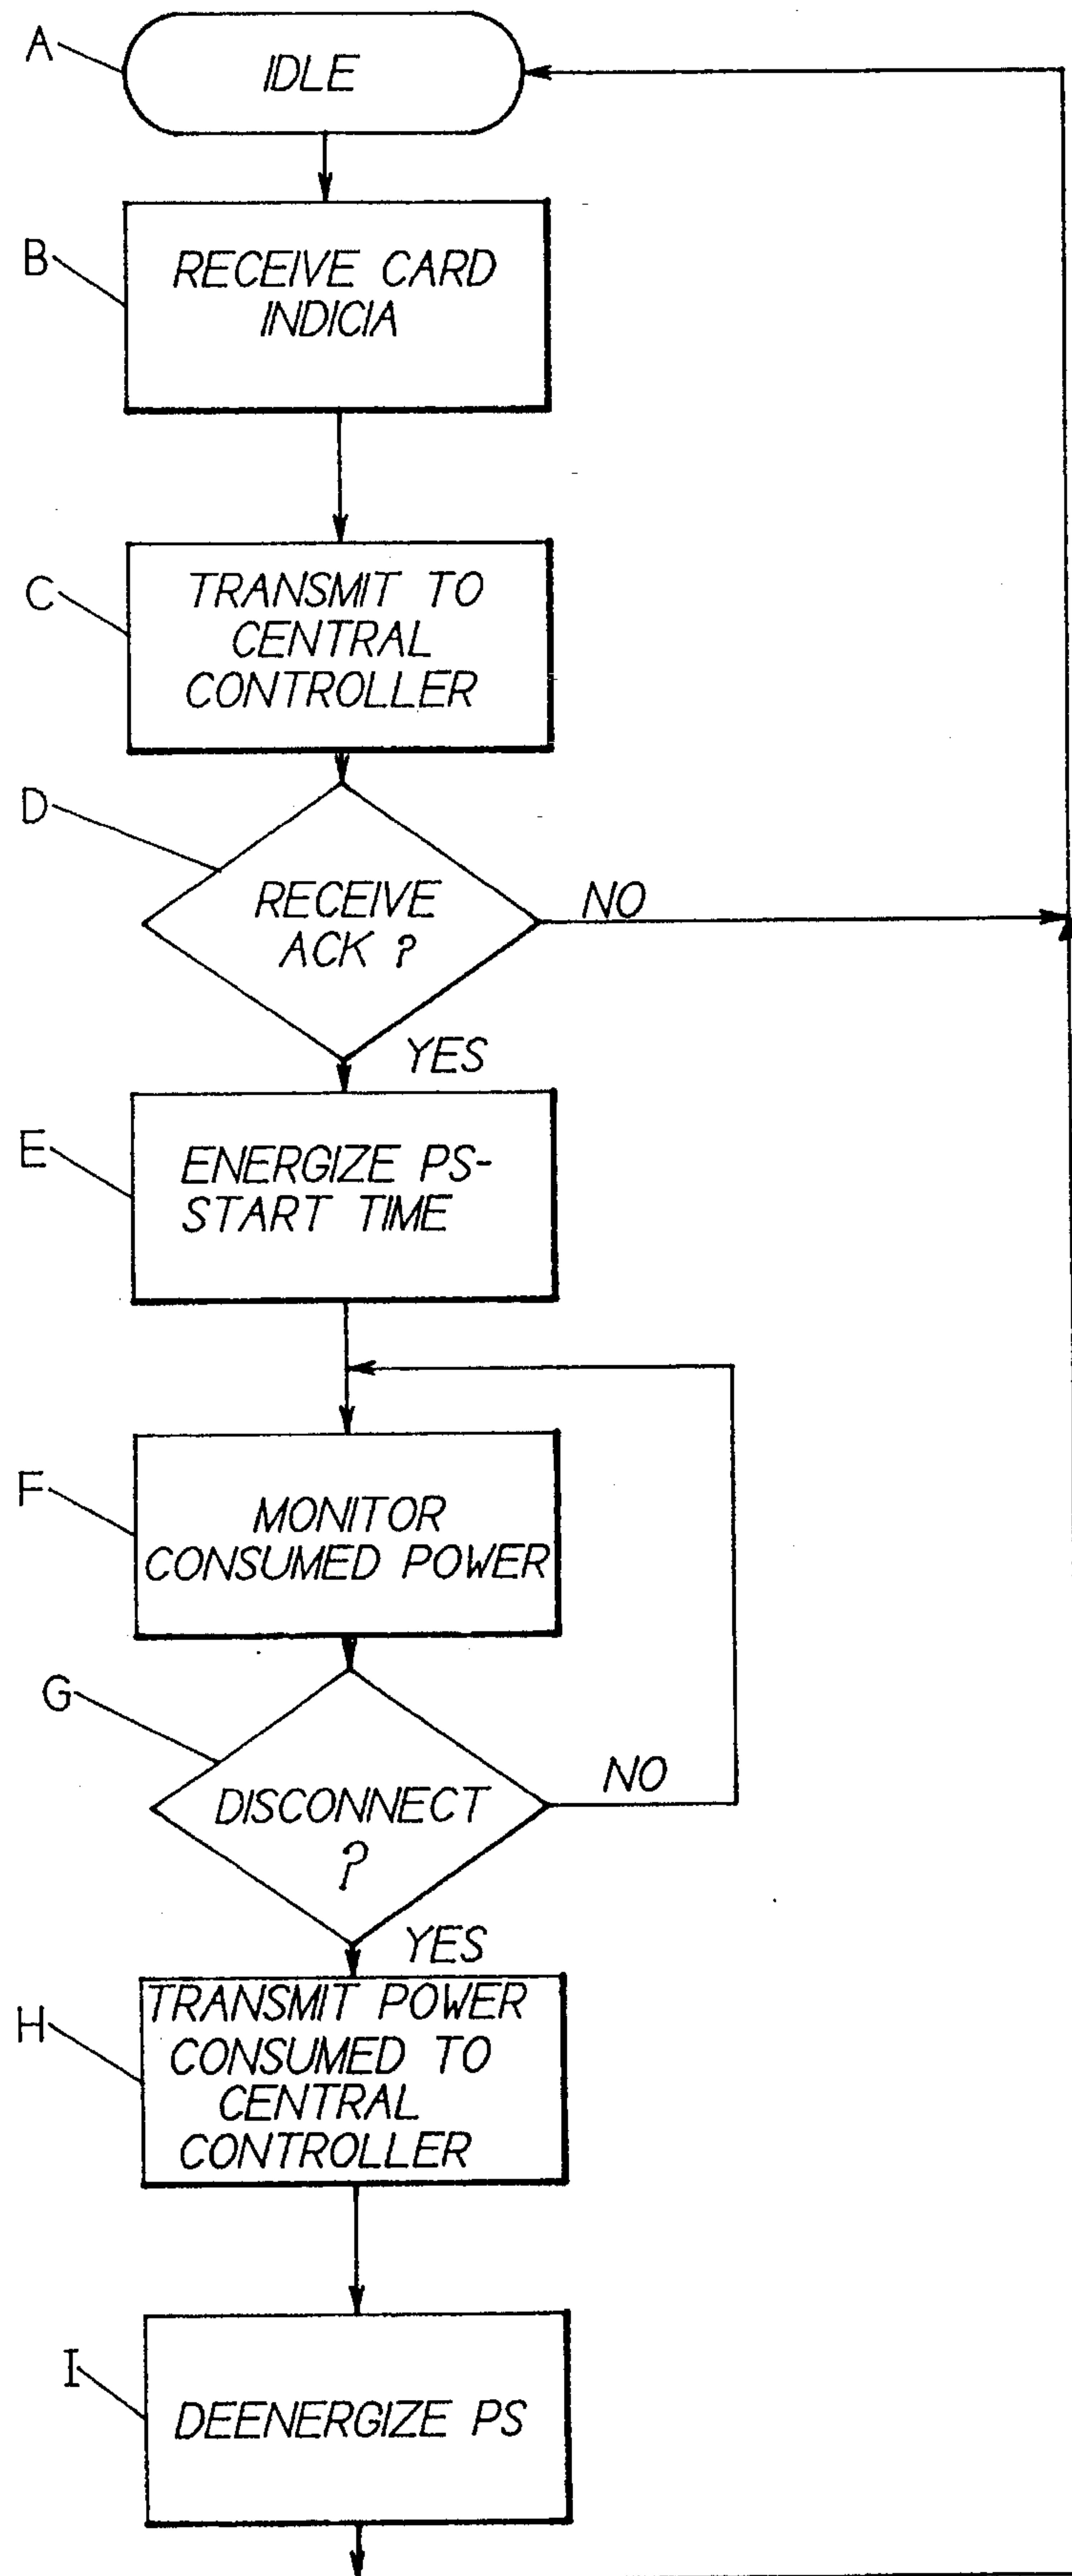 A
IDLE
B
RECEIVE CARD
INDICIA
C
TRANSMIT TO
CENTRAL
CONTROLLER
D
RECEIVE
ACK ?
NO
YES
E
ENERGIZE PS-
START TIME
F
MONITOR
CONSUMED POWER
G
DISCONNECT
?
NO
YES
H
TRANSMIT POWER
CONSUMED TO
CENTRAL
CONTROLLER
I
DEENERGIZE PS